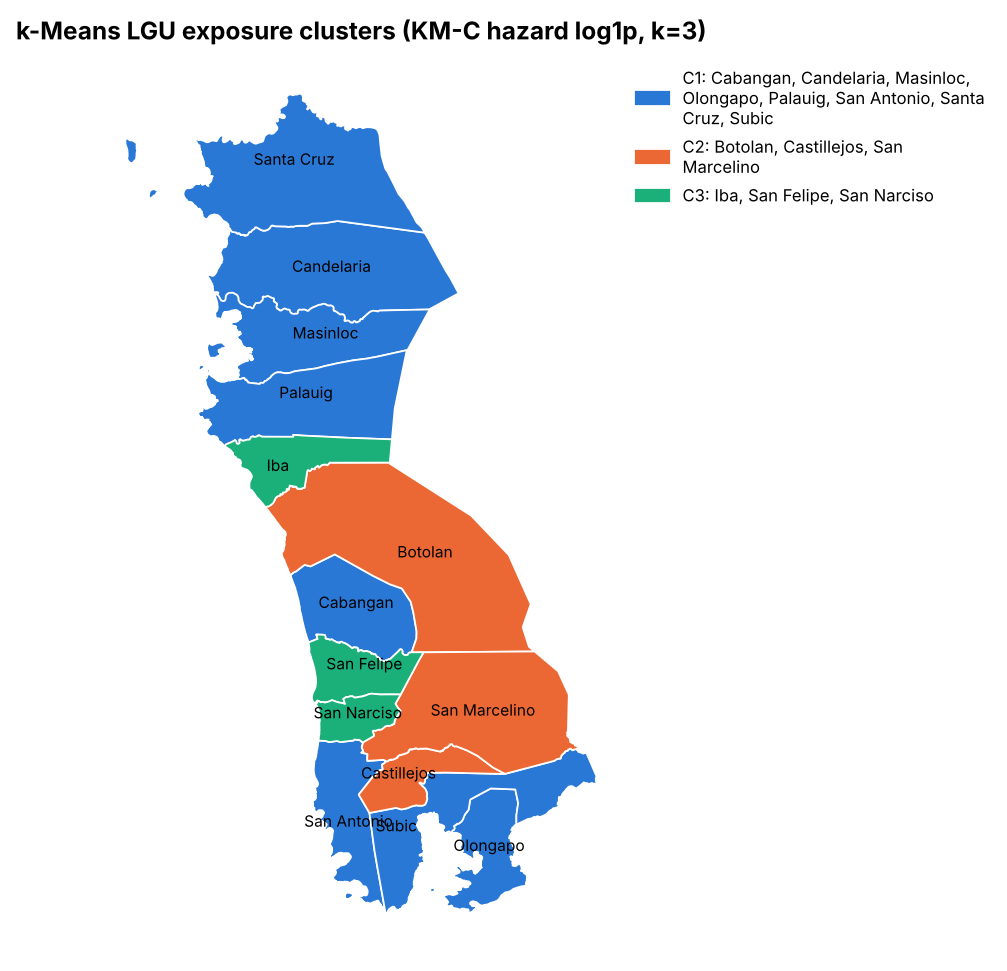 k-Means LGU exposure clusters (KM-C hazard log1p, k=3)
C1: Cabangan, Candelaria, Masinloc,
Olongapo, Palauig, San Antonio, Santa
Cruz, Subic
C2: Botolan, Castillejos, San
Marcelino
C3: Iba, San Felipe, San Narciso
Santa Cruz
Candelaria
Masinloc
Palauig
Iba
Botolan
Cabangan
San Felipe
San Marcelino
San Narciso
Castillejos
San Antonio
Subic
Olongapo